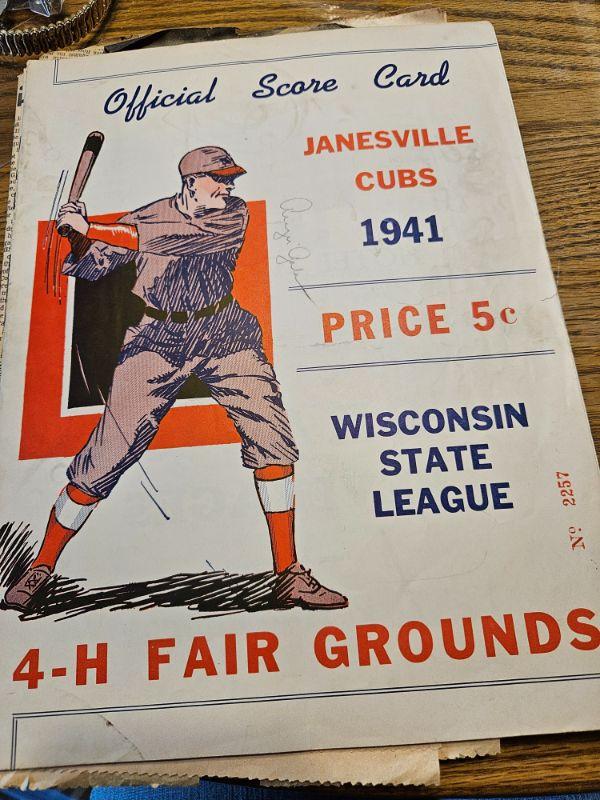 Official Score Card
JANESVILLE
CUBS
1941
PRICE 5c
WISCONSIN
STATE
LEAGUE
Nº 2257
4-H FAIR GROUNDS